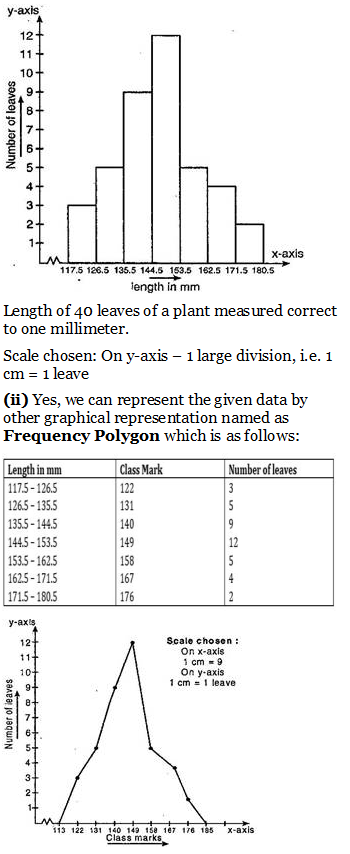 y-axis
12
11
10
9
8
7
6
5
4
3
2
1
Number of leaves
x-axis
117.5 126.5 135.5 144.5 153.5 162.5 171.5 180.5
length in mm
Length of 40 leaves of a plant measured correct
to one millimeter.
Scale chosen: On y-axis – 1 large division, i.e. 1
cm = 1 leave
(ii) Yes, we can represent the given data by
other graphical representation named as
Frequency Polygon which is as follows:
Length in mm Class Mark Number of leaves
117.5 - 126.5 122 3
126.5 - 135.5 131 5
135.5 - 144.5 140 9
144.5 - 153.5 149 12
153.5 - 162.5 158 5
162.5 - 171.5 167 4
171.5 - 180.5 176 2
y-axis
12
11
10
9
8
7
6
5
4
3
2
1
Number of leaves
Scale chosen :
On x-axis
1 cm = 9
On y-axis
1 cm = 1 leave
113 122 131 140 149 158 167 176 185 x-axis
Class marks